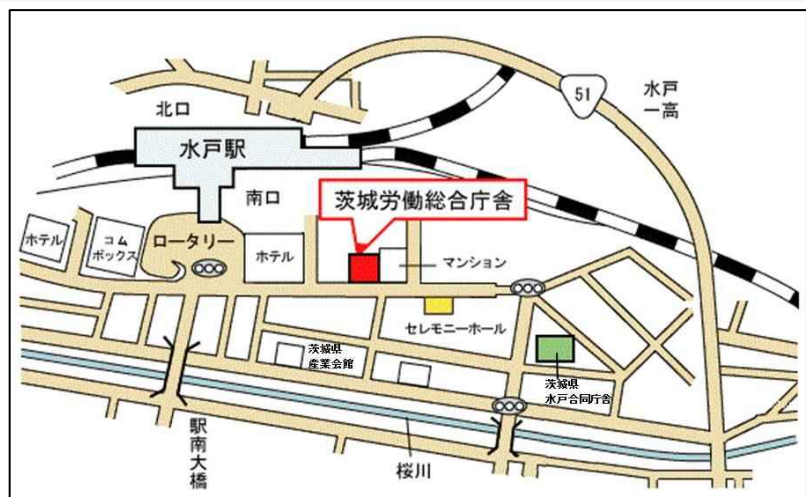 51
水戸
一高
北口
水戸駅
南口
茨城労働総合庁舎
ホテル
コム
ボックス
ロータリー
ホテル
マンション
セレモニーホール
茨城県
産業会館
茨城県
水戸合同庁舎
駅南大橋
桜川